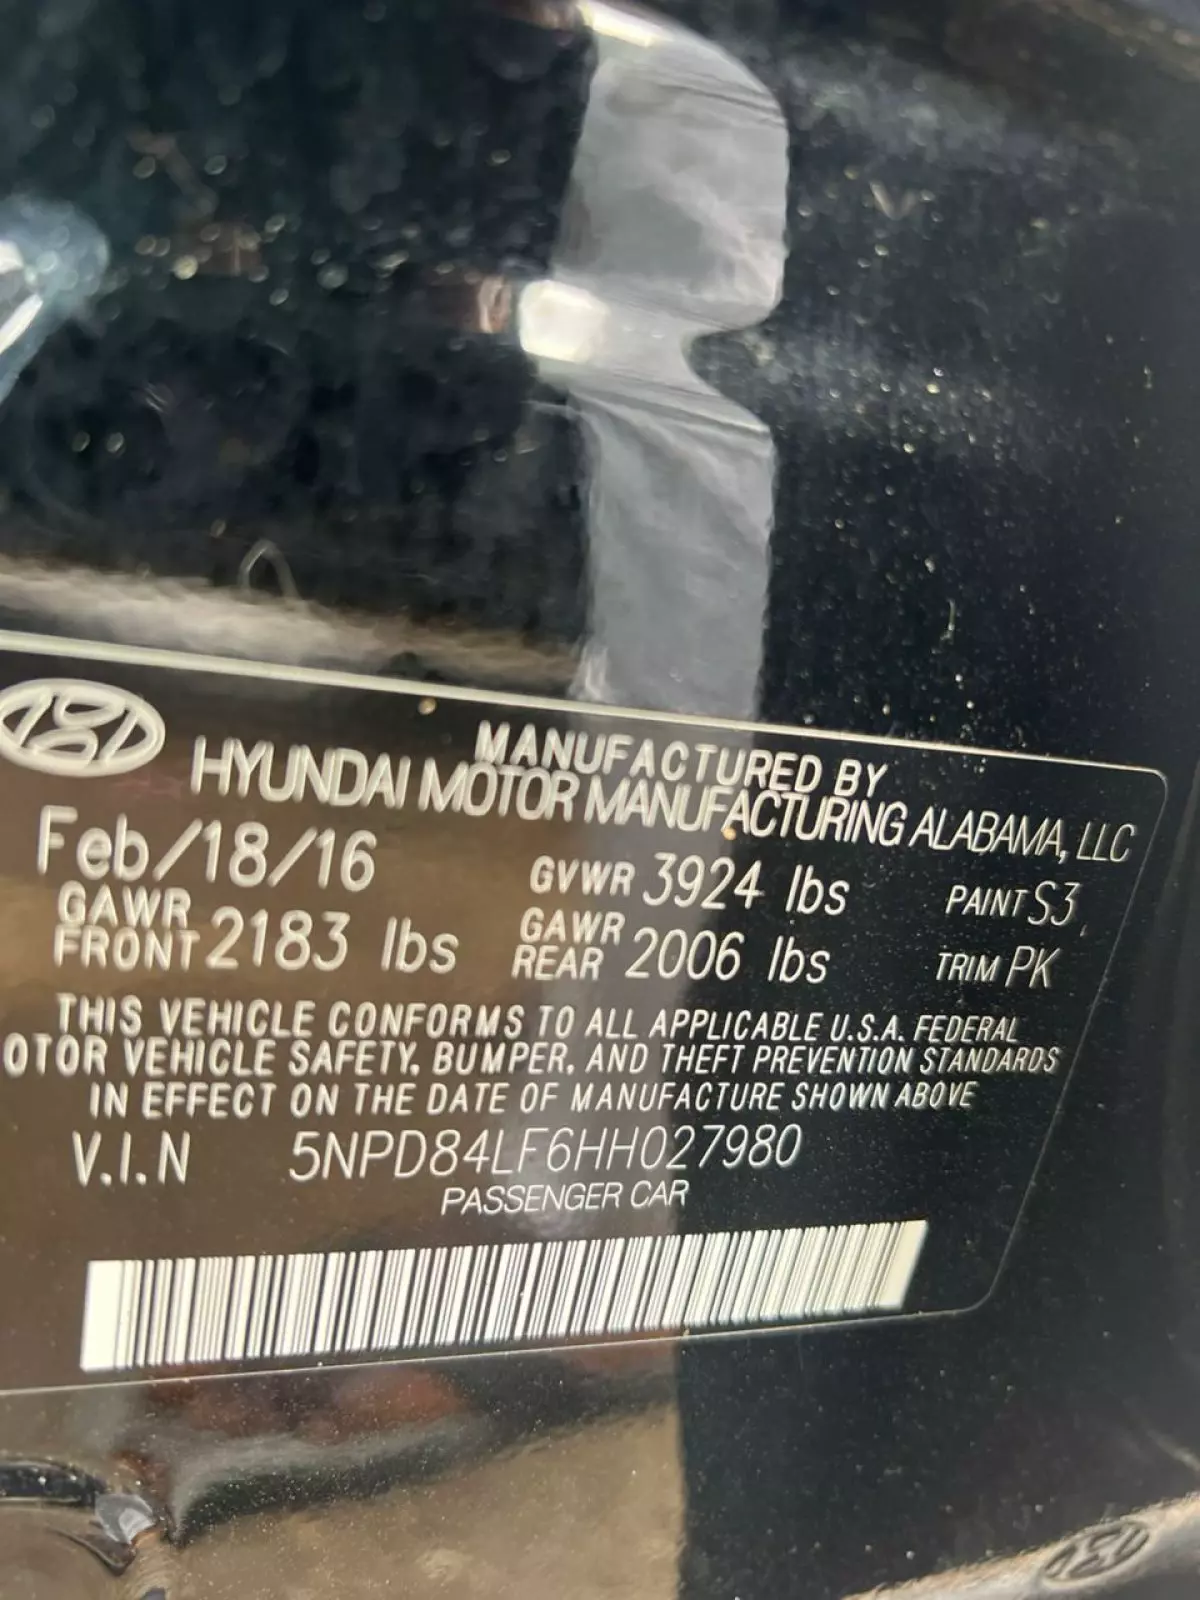 MANUFACTURED BY
HYUNDAI MOTOR MANUFACTURING ALABAMA, LLC
Feb/18/16 GVWR 3924 lbs PAINT S3
GAWR FRONT 2183 lbs GAWR REAR 2006 lbs TRIM PK
THIS VEHICLE CONFORMS TO ALL APPLICABLE U.S.A. FEDERAL
OTOR VEHICLE SAFETY, BUMPER, AND THEFT PREVENTION STANDARDS
IN EFFECT ON THE DATE OF MANUFACTURE SHOWN ABOVE
V.I.N 5NPD84LF6HH027980
PASSENGER CAR